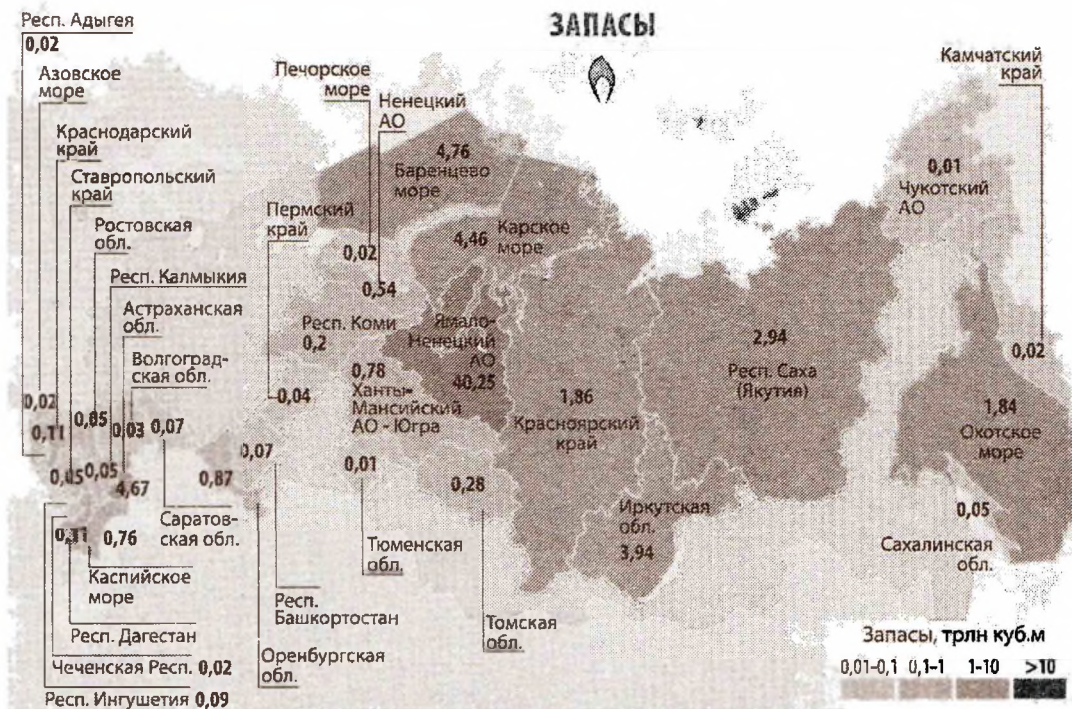 ЗАПАСЫ
Респ. Адыгея
0,02
Азовское
море
Краснодарский
край
Ставропольский
край
Ростовская
обл.
Респ. Калмыкия
Астраханская
обл.
Волгоград-
ская обл.
Печорское
море
Ненецкий
АО
Камчатский
край
4,76
Баренцево
море
0,01
Чукотский
АО
Пермский
край
0,02
4,46
Карское
море
0,54
Респ. Коми
0,2
Ямало-
Ненецкий
АО
40,25
2,94
Респ. Саха
(Якутия)
0,02
0,78
Ханты-
Мансийский
АО - Югра
0,04
1,86
Красноярский
край
1,84
Охотское
море
0,02
0,11
0,05
0,03
0,07
0,05
0,05
4,67
0,87
0,07
0,01
0,28
Иркутская
обл.
3,94
0,05
Сахалинская
обл.
0,76
Саратов-
ская обл.
Тюменская
обл.
Каспийское
море
Респ.
Башкортостан
Томская
обл.
Респ. Дагестан
Оренбургская
обл.
Чеченская Респ. 0,02
Респ. Ингушетия 0,09
Запасы, трлн куб.м
0,01-0,1 0,1-1 1-10 >10